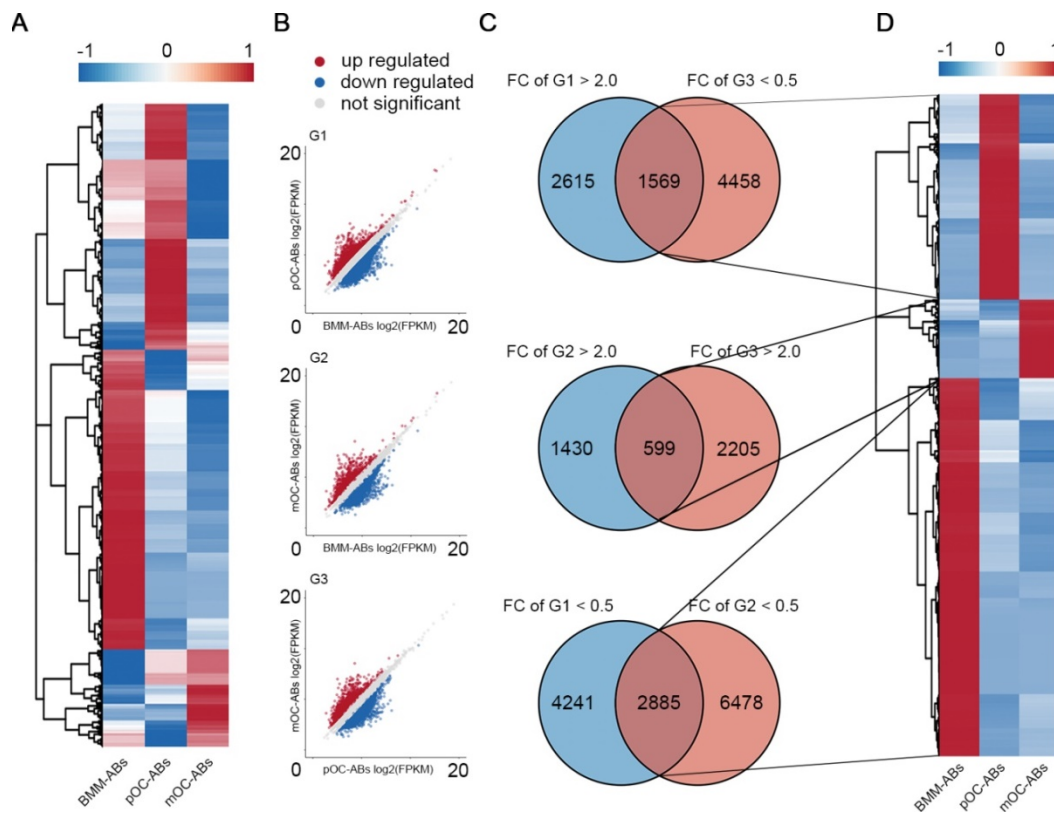 A
-1 0 1
BMM-ABs
pOC-ABs
mOC-ABs
B
up regulated
down regulated
not significant
G1
20
pOC-ABs log2(FPKM)
0
BMM-ABs log2(FPKM)
20
G2
20
mOC-ABs log2(FPKM)
0
BMM-ABs log2(FPKM)
20
G3
20
mOC-ABs log2(FPKM)
0
pOC-ABs log2(FPKM)
20
C
FC of G1 > 2.0 FC of G3 < 0.5
2615 1569 4458
FC of G2 > 2.0 FC of G3 > 2.0
1430 599 2205
FC of G1 < 0.5 FC of G2 < 0.5
4241 2885 6478
D
-1 0 1
BMM-ABs
pOC-ABs
mOC-ABs